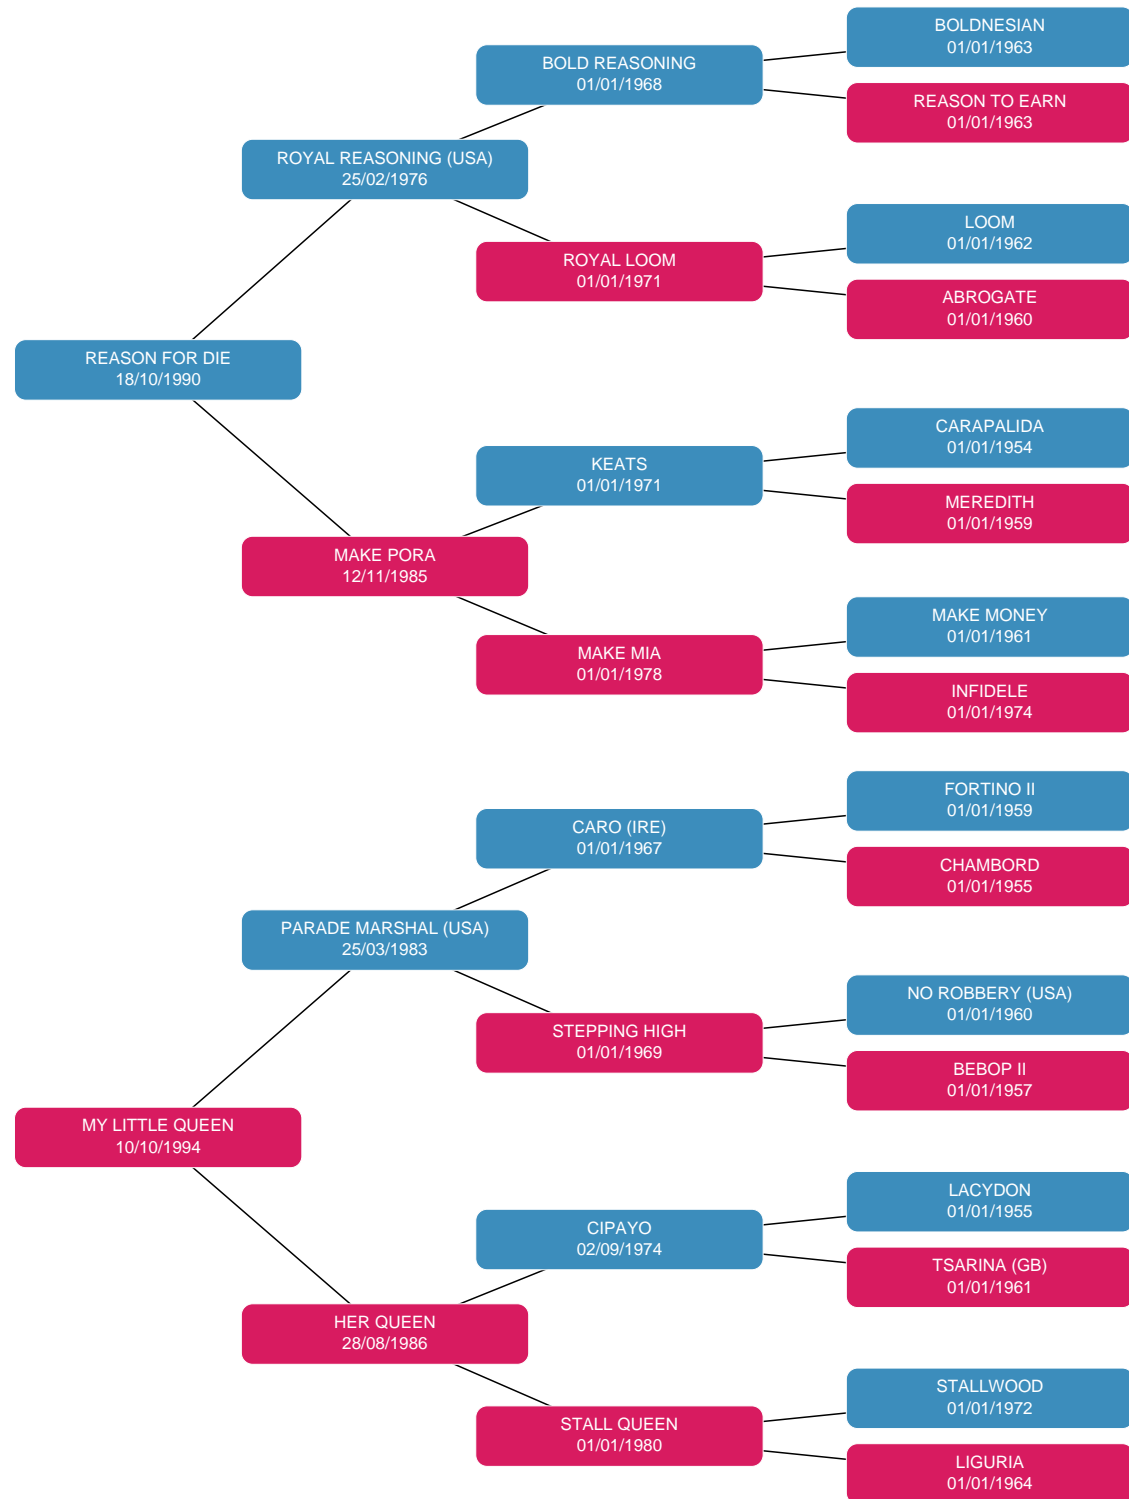 BOLDNESIAN
01/01/1963
BOLD REASONING
01/01/1968
REASON TO EARN
01/01/1963
ROYAL REASONING (USA)
25/02/1976
LOOM
01/01/1962
ROYAL LOOM
01/01/1971
ABROGATE
01/01/1960
REASON FOR DIE
18/10/1990
CARAPALIDA
01/01/1954
KEATS
01/01/1971
MEREDITH
01/01/1959
MAKE PORA
12/11/1985
MAKE MONEY
01/01/1961
MAKE MIA
01/01/1978
INFIDELE
01/01/1974
FORTINO II
01/01/1959
CARO (IRE)
01/01/1967
CHAMBORD
01/01/1955
PARADE MARSHAL (USA)
25/03/1983
NO ROBBERY (USA)
01/01/1960
STEPPING HIGH
01/01/1969
BEBOP II
01/01/1957
MY LITTLE QUEEN
10/10/1994
LACYDON
01/01/1955
CIPAYO
02/09/1974
TSARINA (GB)
01/01/1961
HER QUEEN
28/08/1986
STALLWOOD
01/01/1972
STALL QUEEN
01/01/1980
LIGURIA
01/01/1964